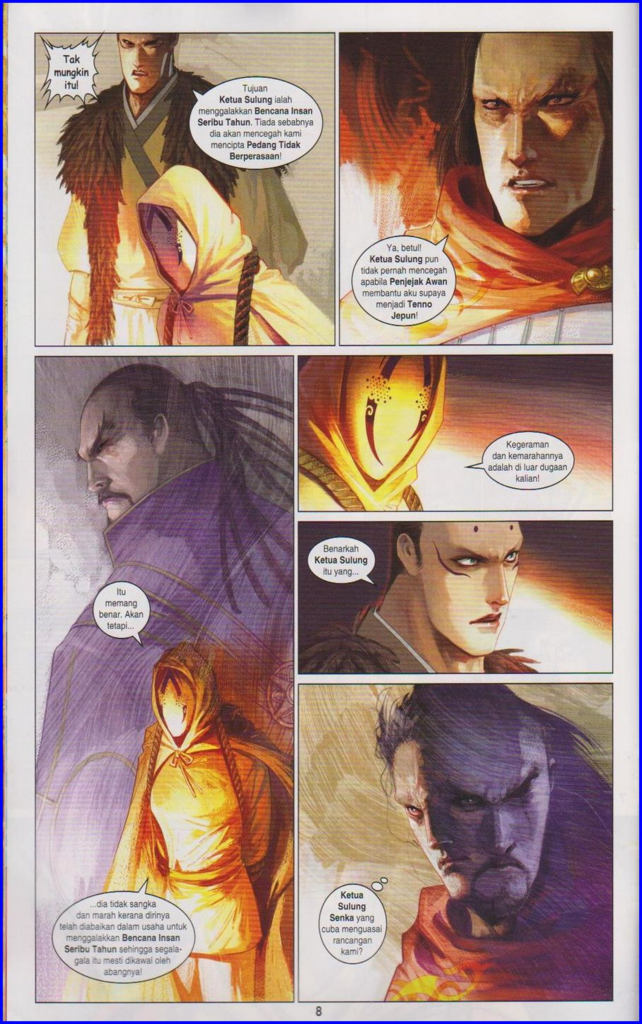 Tak
mungkin
itu!
Tujuan
Ketua Sulung ialah
menggalakkan Bencana Insan
Seribu Tahun. Tiada sebabnya
dia akan mencegah kami
mencipta Pedang Tidak
Berperasaan!
Ya, betul!
Ketua Sulung pun
tidak pernah mencegah
apabila Penjejak Awan
membantu aku supaya
menjadi Tenno
Jepun!
Itu
memang
benar. Akan
tetapi...
...dia tidak sangka
dan marah kerana dirinya
telah diabaikan dalam usaha untuk
menggalakkan Bencana Insan
Seribu Tahun sehingga segala-
gala itu mesti dikawal oleh
abangnya!
Kegeraman
dan kemarahannya
adalah di luar dugaan
kalian!
Benarkah
Ketua Sulung
itu yang...
Ketua
Sulung
Senka yang
cuba menguasai
rancangan
kami?
8